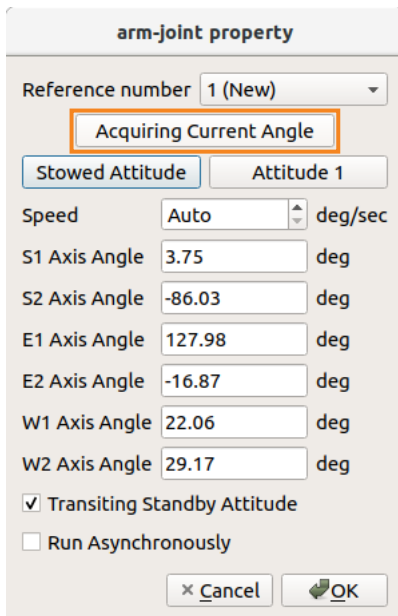 arm-joint property
Reference number 1 (New)
Acquiring Current Angle
Stowed Attitude Attitude 1
Speed Auto deg/sec
S1 Axis Angle 3.75 deg
S2 Axis Angle -86.03 deg
E1 Axis Angle 127.98 deg
E2 Axis Angle -16.87 deg
W1 Axis Angle 22.06 deg
W2 Axis Angle 29.17 deg
Transiting Standby Attitude
Run Asynchronously
Cancel OK